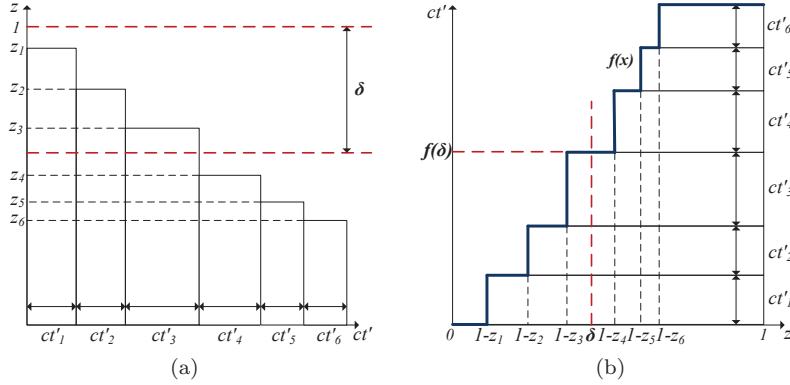 z
1
z1
z2
z3
z4
z5
z6
δ
ct'1 ct'2 ct'3 ct'4 ct'5 ct'6 ct'
(a)
ct'
f(x)
f(δ)
ct'6
ct'5
ct'4
ct'3
ct'2
ct'1
0 1-z1 1-z2 1-z3 δ 1-z4 1-z5 1-z6 1 z
(b)